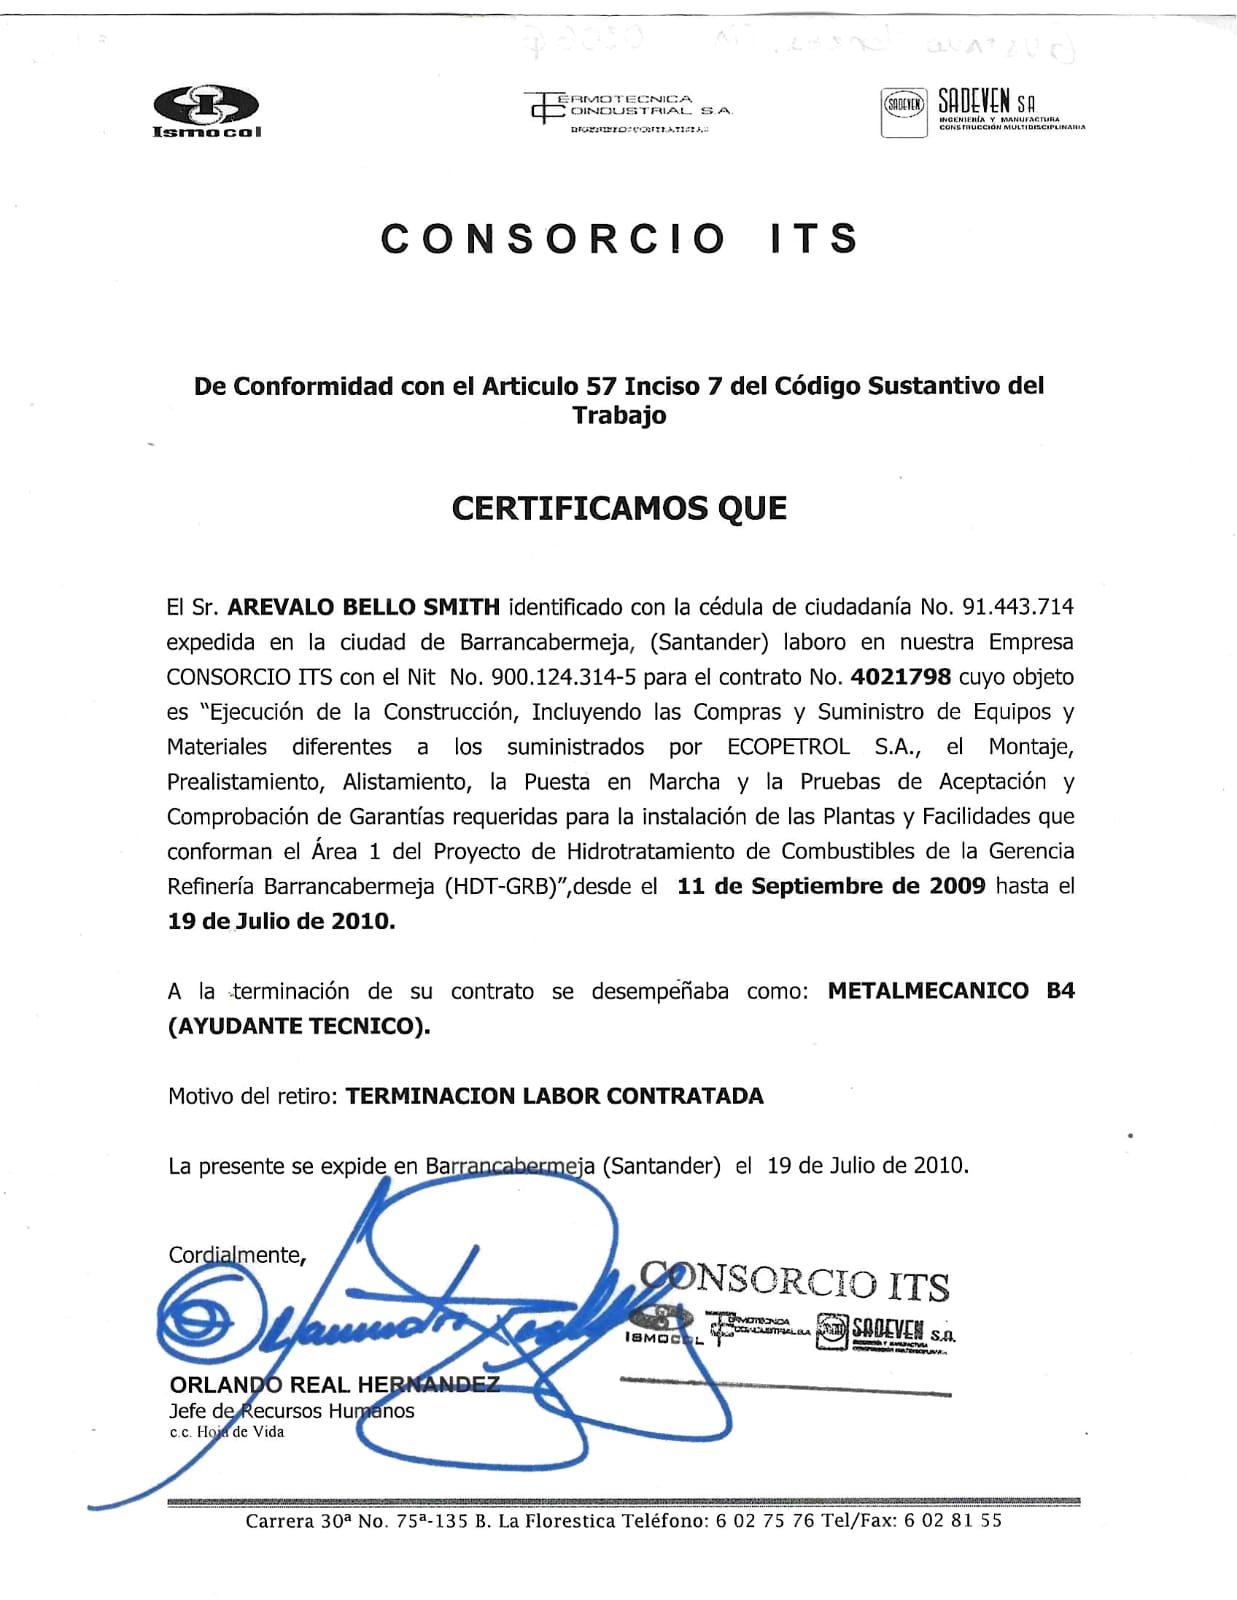 Ismocol
TERMOTECNICA
COINDUSTRIAL S.A.
SADEVEN
SADEVEN S.A.
INGENIERÍA Y MANUFACTURA
CONSTRUCCIÓN MULTIDISCIPLINARIA
CONSORCIO ITS
De Conformidad con el Articulo 57 Inciso 7 del Código Sustantivo del
Trabajo
CERTIFICAMOS QUE
El Sr. AREVALO BELLO SMITH identificado con la cédula de ciudadanía No. 91.443.714
expedida en la ciudad de Barrancabermeja, (Santander) laboro en nuestra Empresa
CONSORCIO ITS con el Nit No. 900.124.314-5 para el contrato No. 4021798 cuyo objeto
es “Ejecución de la Construcción, Incluyendo las Compras y Suministro de Equipos y
Materiales diferentes a los suministrados por ECOPETROL S.A., el Montaje,
Prealistamiento, Alistamiento, la Puesta en Marcha y la Pruebas de Aceptación y
Comprobación de Garantías requeridas para la instalación de las Plantas y Facilidades que
conforman el Área 1 del Proyecto de Hidrotratamiento de Combustibles de la Gerencia
Refinería Barrancabermeja (HDT-GRB)”,desde el 11 de Septiembre de 2009 hasta el
19 de Julio de 2010.
A la terminación de su contrato se desempeñaba como: METALMECANICO B4
(AYUDANTE TECNICO).
Motivo del retiro: TERMINACION LABOR CONTRATADA
La presente se expide en Barrancabermeja (Santander) el 19 de Julio de 2010.
Cordialmente,
CONSORCIO ITS
ISMOCOL
TERMOTECNICA
COINDUSTRIAL S.A.
SADEVEN S.A.
ORLANDO REAL HERNANDEZ
Jefe de Recursos Humanos
c.c. Hoja de Vida
Carrera 30ª No. 75ª-135 B. La Florestica Teléfono: 6 02 75 76 Tel/Fax: 6 02 81 55